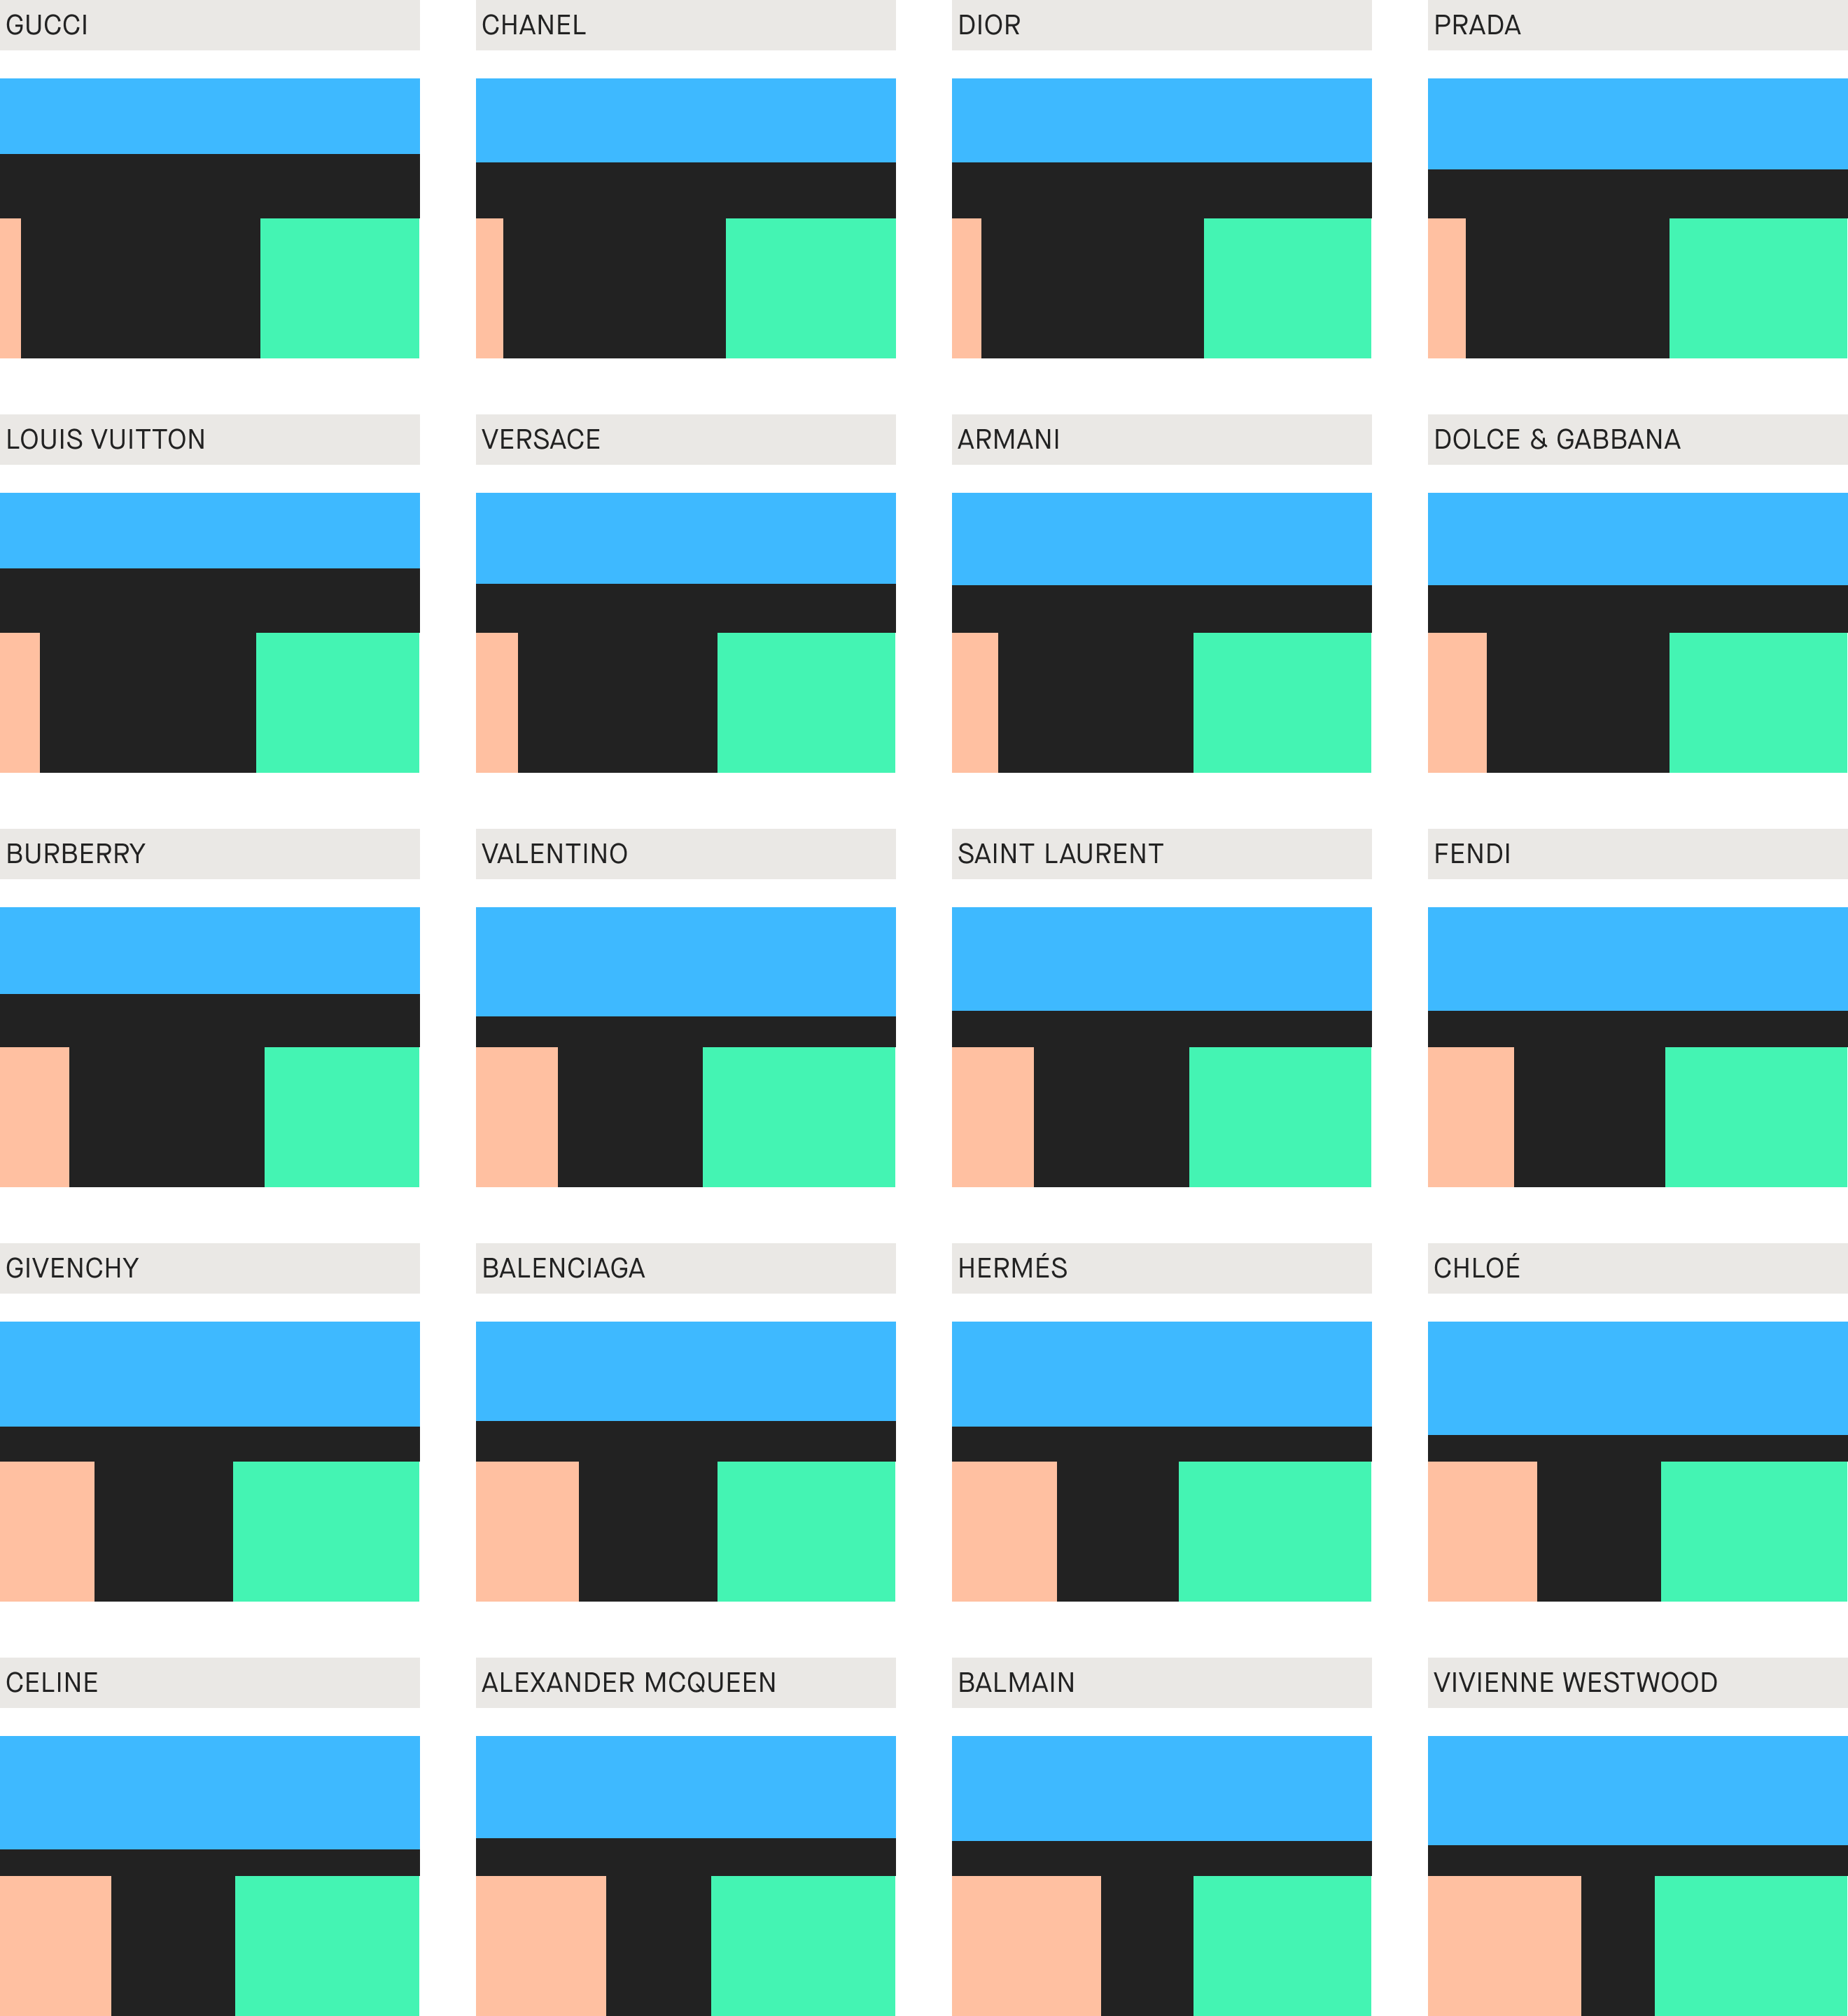 GUCCI
CHANEL
DIOR
PRADA
LOUIS VUITTON
VERSACE
ARMANI
DOLCE & GABBANA
BURBERRY
VALENTINO
SAINT LAURENT
FENDI
GIVENCHY
BALENCIAGA
HERMÉS
CHLOÉ
CELINE
ALEXANDER MCQUEEN
BALMAIN
VIVIENNE WESTWOOD